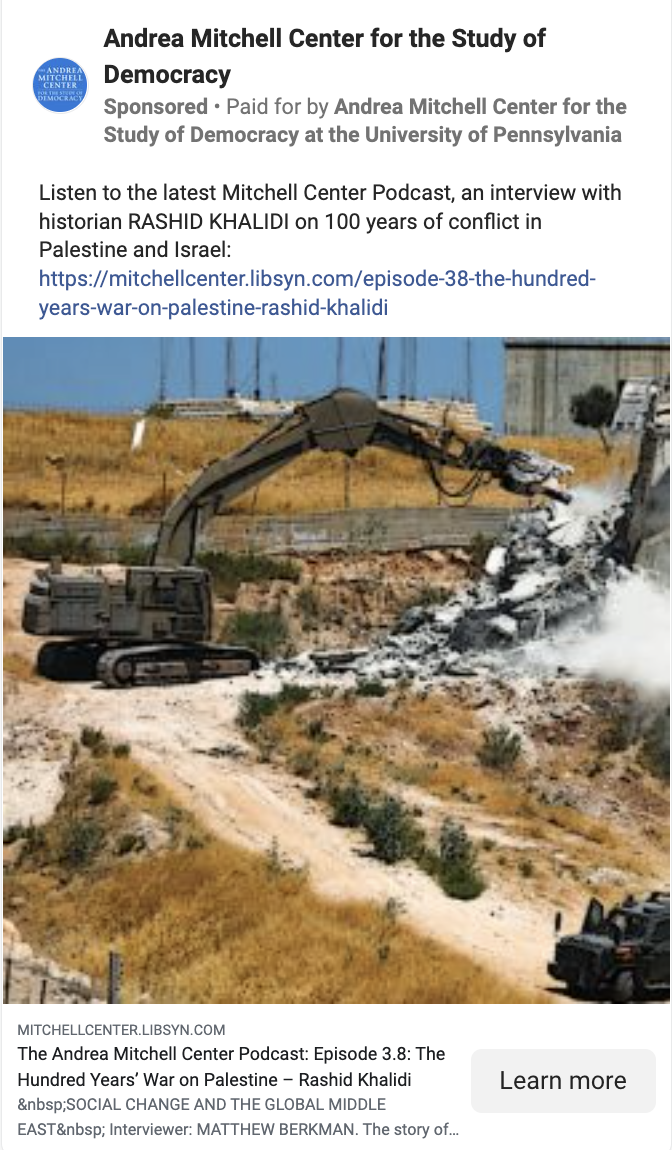 Andrea Mitchell Center for the Study of
Democracy
Sponsored • Paid for by Andrea Mitchell Center for the
Study of Democracy at the University of Pennsylvania
ANDREA
MITCHELL
CENTER
FOR THE STUDY OF
DEMOCRACY
Listen to the latest Mitchell Center Podcast, an interview with
historian RASHID KHALIDI on 100 years of conflict in
Palestine and Israel:
https://mitchellcenter.libsyn.com/episode-38-the-hundred-
years-war-on-palestine-rashid-khalidi
MITCHELLCENTER.LIBSYN.COM
The Andrea Mitchell Center Podcast: Episode 3.8: The
Hundred Years’ War on Palestine – Rashid Khalidi
&nbsp;SOCIAL CHANGE AND THE GLOBAL MIDDLE
EAST&nbsp; Interviewer: MATTHEW BERKMAN. The story of...
Learn more